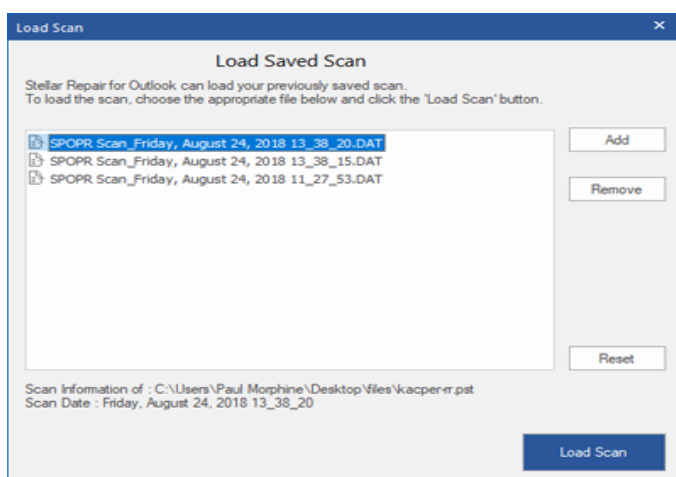 Load Scan
Load Saved Scan
Stellar Repair for Outlook can load your previously saved scan.
To load the scan, choose the appropriate file below and click the 'Load Scan' button.
SPOPR Scan_Friday, August 24, 2018 13_38_20.DAT
SPOPR Scan_Friday, August 24, 2018 13_38_15.DAT
SPOPR Scan_Friday, August 24, 2018 11_27_53.DAT
Add
Remove
Reset
Scan Information of : C:\Users\Paul Morphine\Desktop\files\kacper-rr.pst
Scan Date : Friday, August 24, 2018 13_38_20
Load Scan